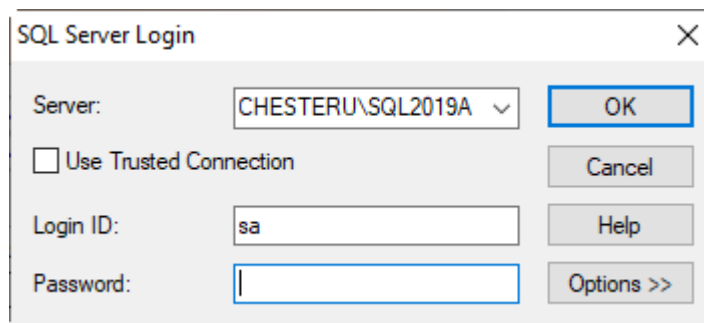 SQL Server Login
Server: CHESTERU\SQL2019A OK
Use Trusted Connection Cancel
Login ID: sa Help
Password: Options >>